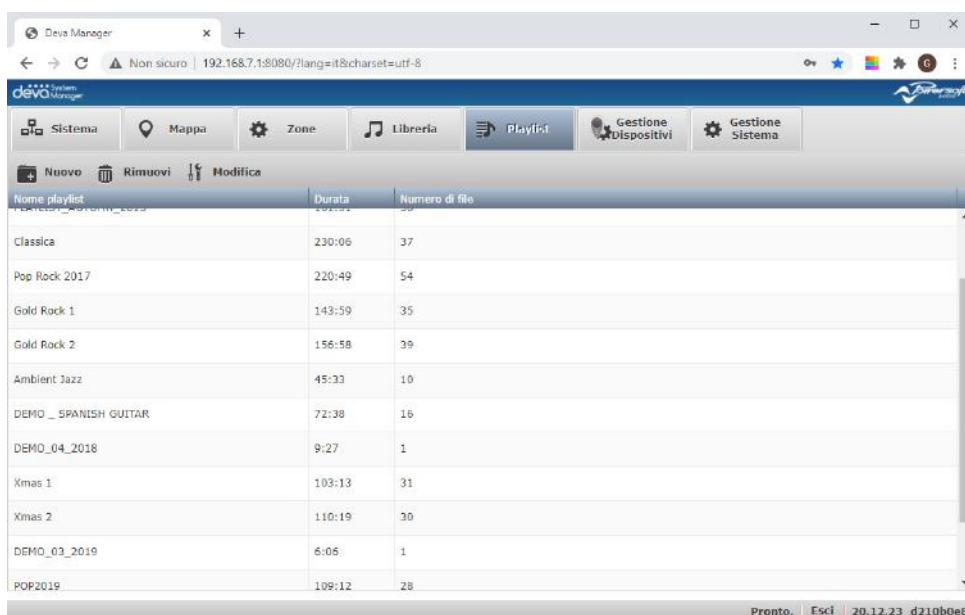 Deva Manager
Non sicuro 192.168.7.1:8080/?lang=it&charset=utf-8
deva System Manager
Powersoft
Sistema Mappa Zone Libreria Playlist Gestione Dispositivi Gestione Sistema
Nuovo Rimuovi Modifica
Nome playlist Durata Numero di file
Classica 230:06 37
Pop Rock 2017 220:49 54
Gold Rock 1 143:59 35
Gold Rock 2 156:58 39
Ambient Jazz 45:33 10
DEMO _ SPANISH GUITAR 72:38 16
DEMO_04_2018 9:27 1
Xmas 1 103:13 31
Xmas 2 110:19 30
DEMO_03_2019 6:06 1
POP2019 109:12 28
Pronto. Esci 20.12.23